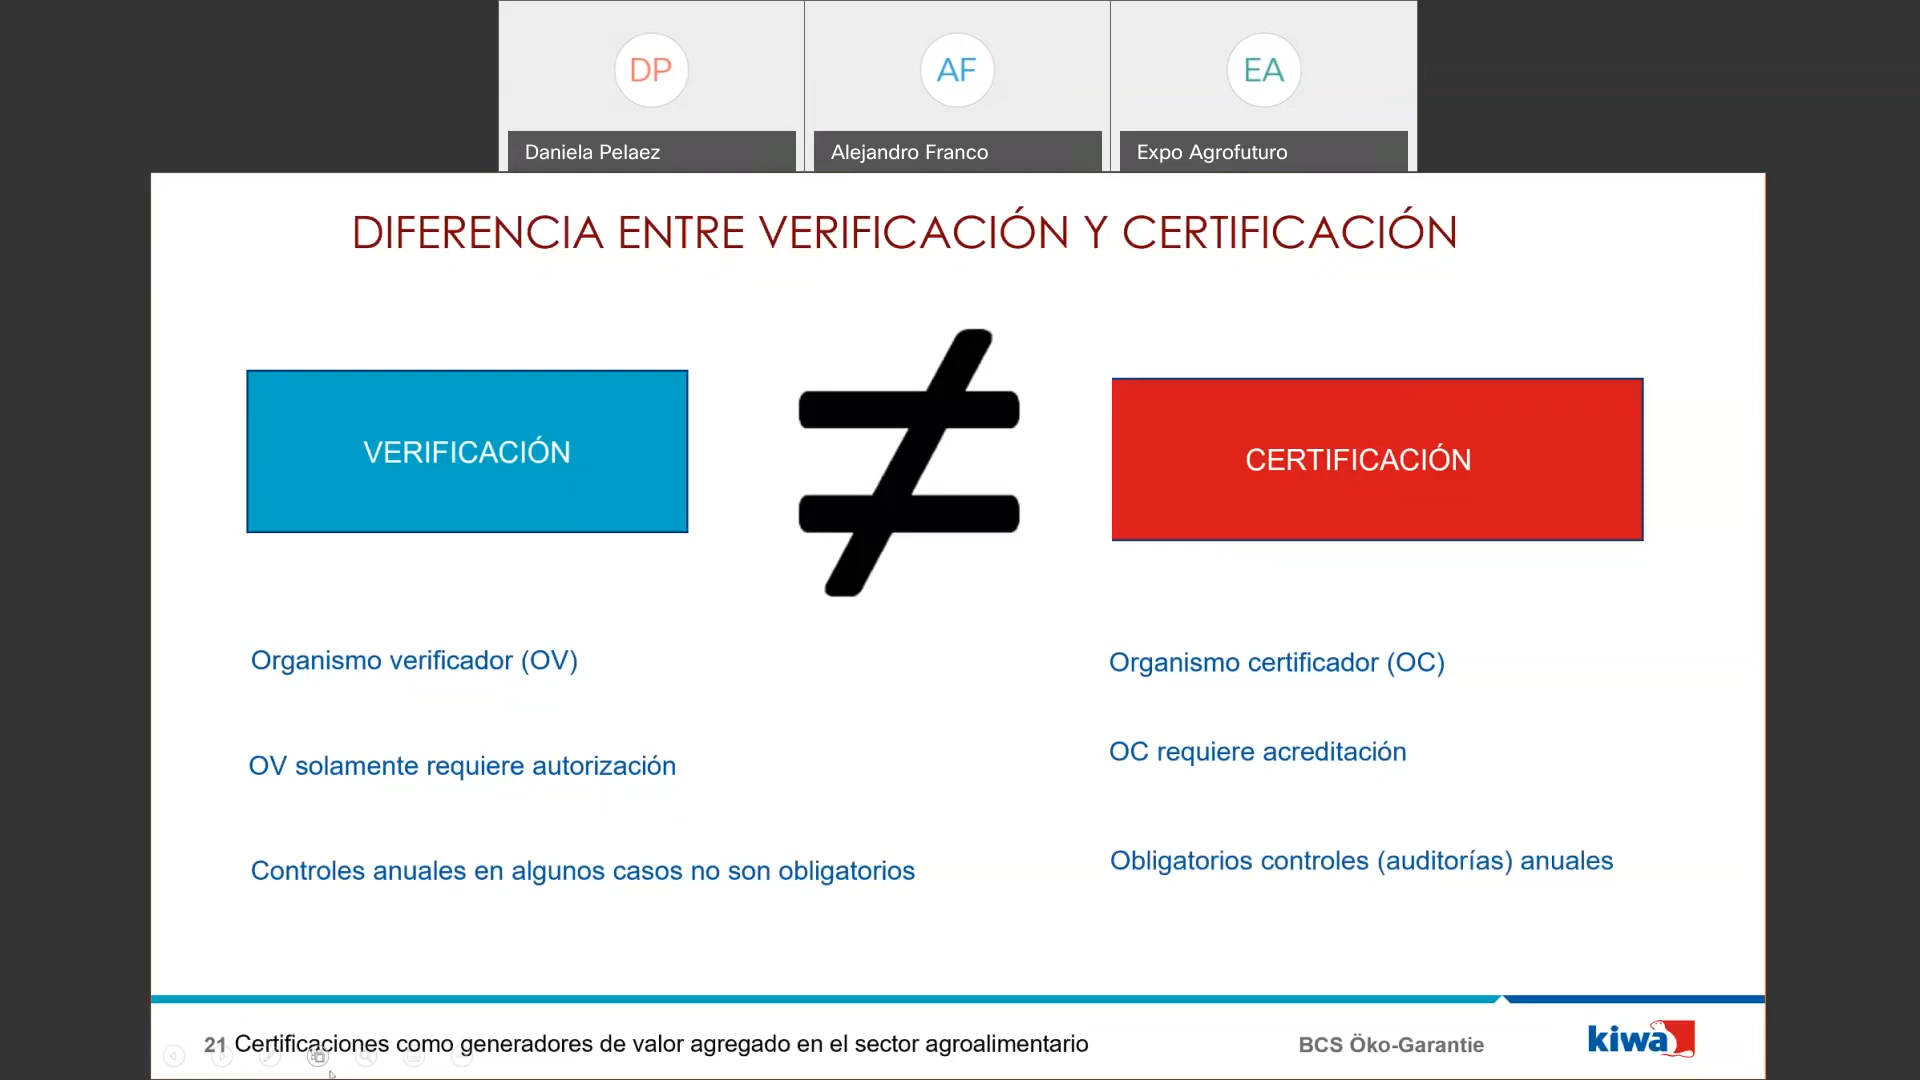 DP
AF
EA
Daniela Pelaez
Alejandro Franco
Expo Agrofuturo
DIFERENCIA ENTRE VERIFICACIÓN Y CERTIFICACIÓN
VERIFICACIÓN
≠
CERTIFICACIÓN
Organismo verificador (OV)
Organismo certificador (OC)
OV solamente requiere autorización
OC requiere acreditación
Controles anuales en algunos casos no son obligatorios
Obligatorios controles (auditorías) anuales
21 Certificaciones como generadores de valor agregado en el sector agroalimentario
BCS Öko-Garantie
kiwa